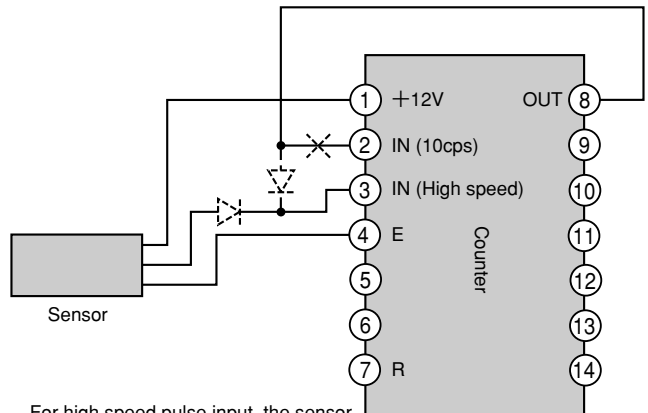 1 +12V OUT 8
2 IN (10cps) 9
3 IN (High speed) 10
4 E 11
Counter
5 12
Sensor
6 13
7 R 14
For high speed pulse input, the sensor